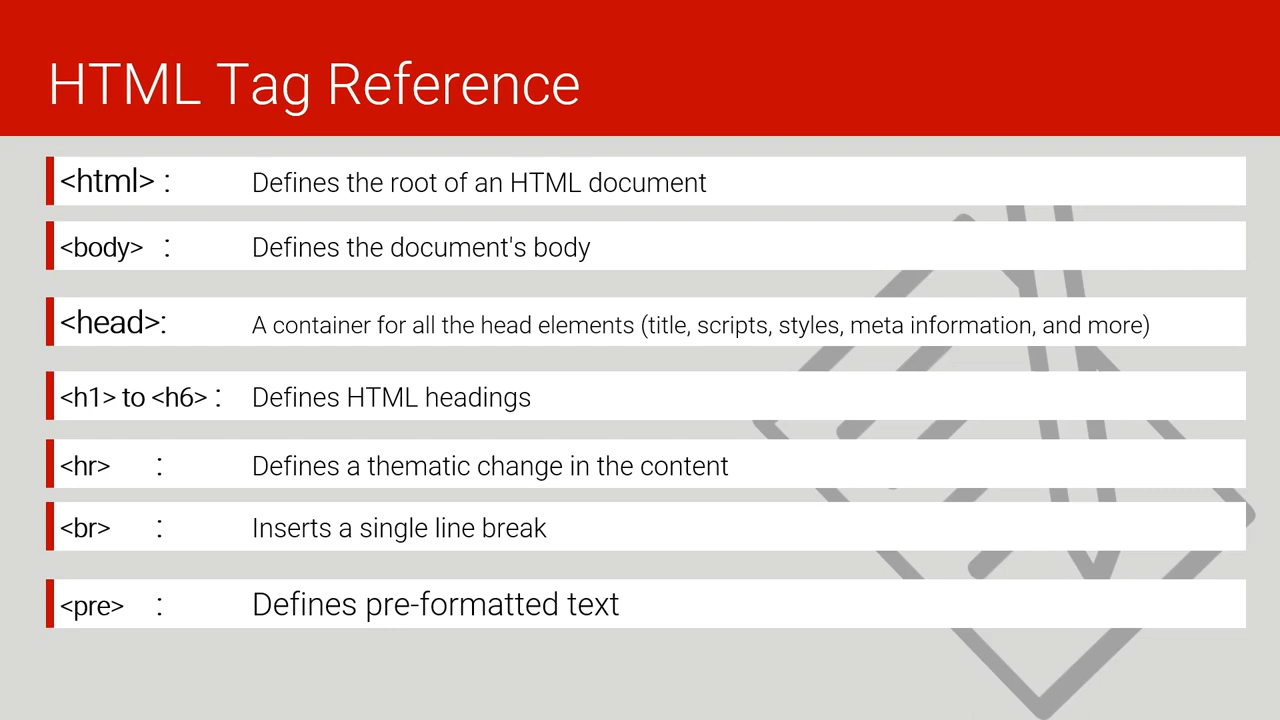 HTML Tag Reference
<html> : Defines the root of an HTML document
<body> : Defines the document's body
<head>: A container for all the head elements (title, scripts, styles, meta information, and more)
<h1> to <h6> : Defines HTML headings
<hr> : Defines a thematic change in the content
<br> : Inserts a single line break
<pre> : Defines pre-formatted text